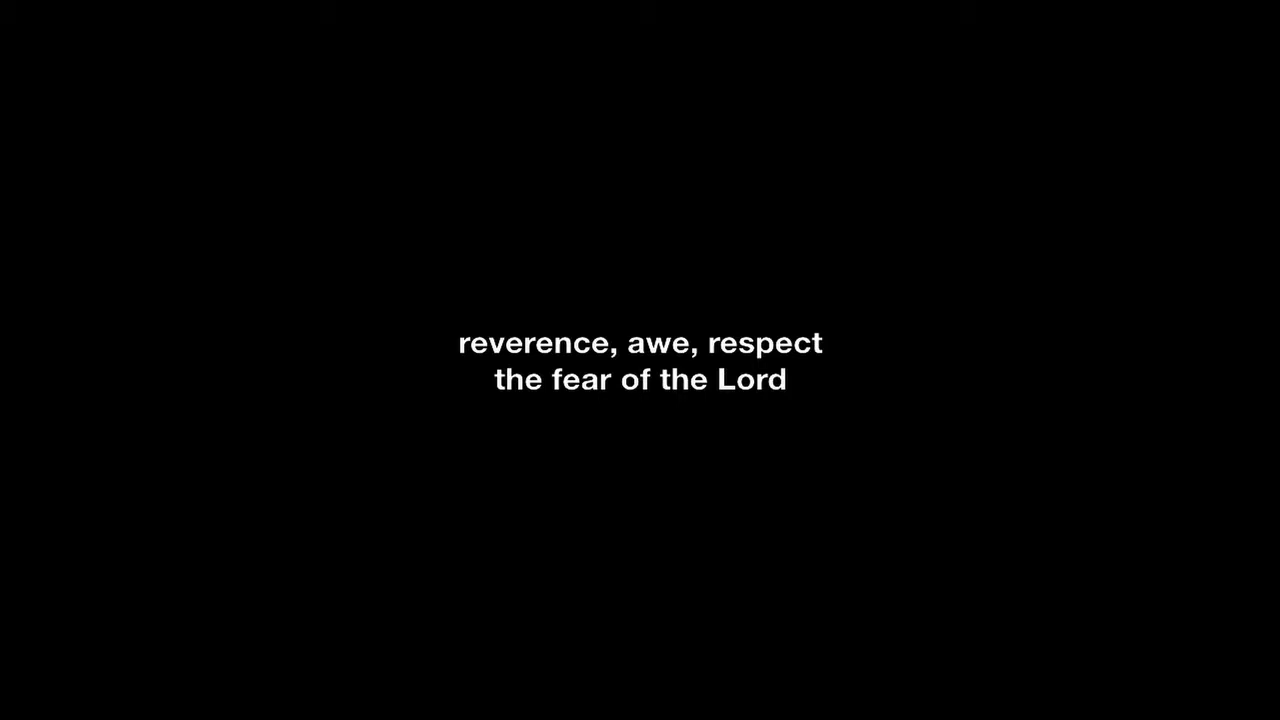 reverence, awe, respect
the fear of the Lord